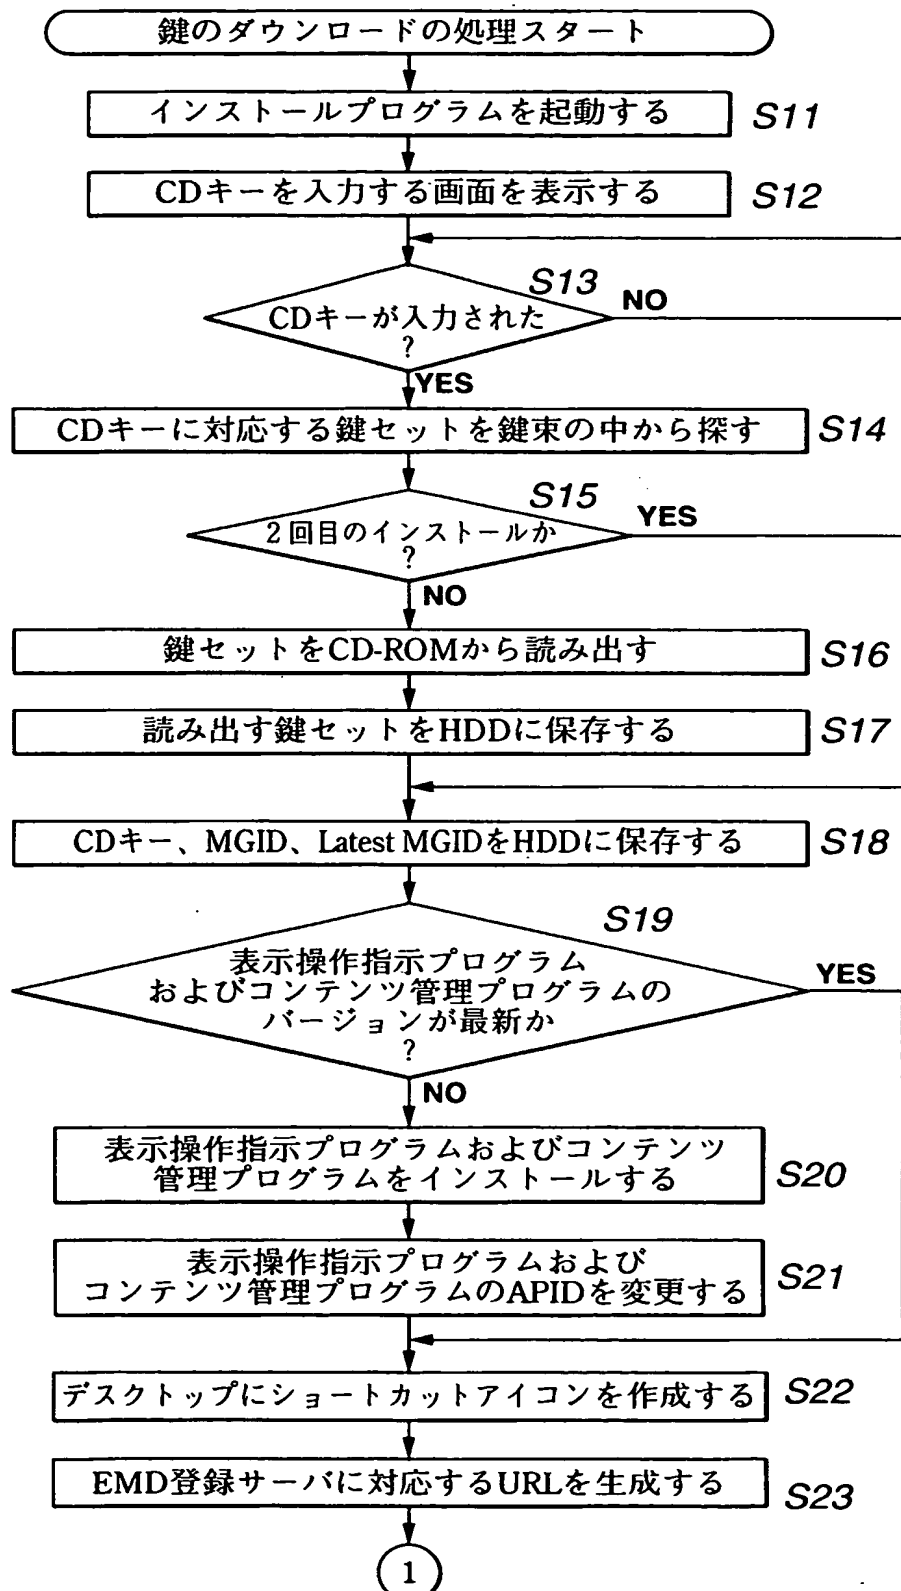 鍵のダウンロードの処理スタート
インストールプログラムを起動する
S11
CDキーを入力する画面を表示する
S12
S13
NO
CDキーが入力された
?
YES
CDキーに対応する鍵セットを鍵束の中から探す
S14
S15
YES
2回目のインストールか
?
NO
鍵セットをCD-ROMから読み出す
S16
読み出す鍵セットをHDDに保存する
S17
CDキー、MGID、Latest MGIDをHDDに保存する
S18
S19
表示操作指示プログラム
YES
およびコンテンツ管理プログラムの
バージョンが最新か
?
NO
表示操作指示プログラムおよびコンテンツ
管理プログラムをインストールする
S20
表示操作指示プログラムおよび
コンテンツ管理プログラムのAPIDを変更する
S21
デスクトップにショートカットアイコンを作成する
S22
EMD登録サーバに対応するURLを生成する
S23
1